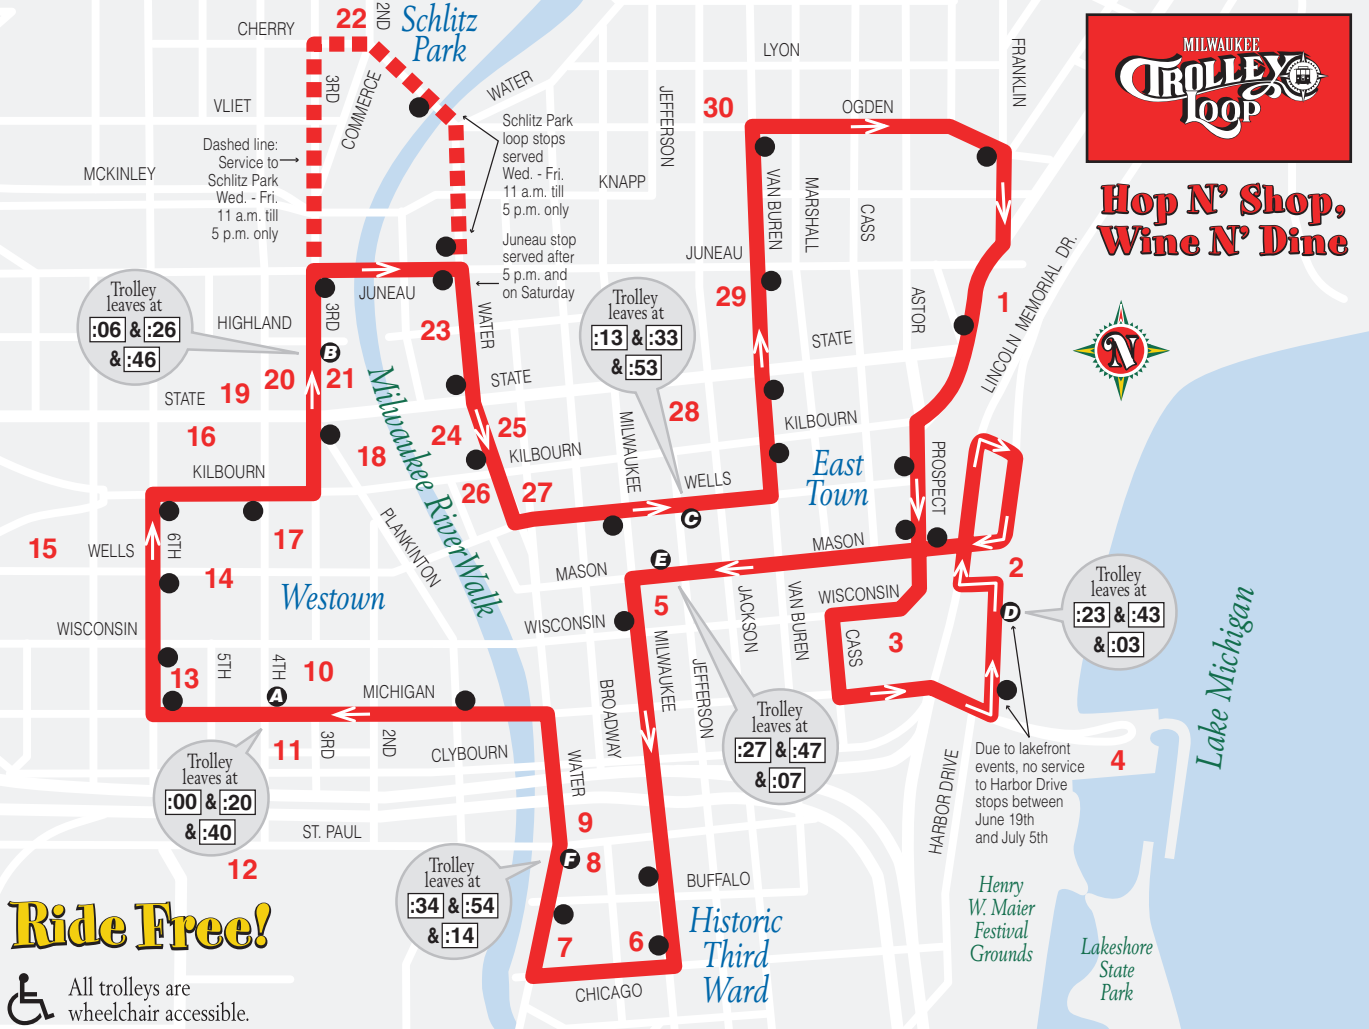 22
2ND
Schlitz
Park
CHERRY
LYON
FRANKLIN
MILWAUKEE
TROLLEY
LOOP
3RD
COMMERCE
WATER
VLIET
JEFFERSON
30
OGDEN
Dashed line:
Service to
Schlitz Park
Wed. - Fri.
11 a.m. till
5 p.m. only
Schlitz Park
loop stops
served
Wed. - Fri.
11 a.m. till
5 p.m. only
MCKINLEY
KNAPP
VAN BUREN
MARSHALL
CASS
Hop N' Shop,
Wine N' Dine
Juneau stop
served after
5 p.m. and
on Saturday
JUNEAU
LINCOLN MEMORIAL DR.
Trolley
leaves at
:06 & :26
& :46
JUNEAU
3RD
HIGHLAND
B
23
WATER
Trolley
leaves at
:13 & :33
& :53
29
ASTOR
1
STATE
N
20
21
19
STATE
Milwaukee RiverWalk
STATE
28
16
18
24
25
KILBOURN
MILWAUKEE
KILBOURN
KILBOURN
26
27
WELLS
C
East
Town
PROSPECT
15
WELLS
6TH
17
PLANKINTON
14
Westown
MASON
E
MASON
2
Trolley
leaves at
:23 & :43
& :03
D
WISCONSIN
WISCONSIN
5
JACKSON
VAN BUREN
WISCONSIN
CASS
3
Lake Michigan
13
5TH
4TH
10
A
MICHIGAN
MILWAUKEE
JEFFERSON
BROADWAY
11
3RD
2ND
CLYBOURN
WATER
Trolley
leaves at
:27 & :47
& :07
HARBOR DRIVE
Due to lakefront
events, no service
to Harbor Drive
stops between
June 19th
and July 5th
4
Trolley
leaves at
:00 & :20
& :40
ST. PAUL
12
9
F
8
Trolley
leaves at
:34 & :54
& :14
BUFFALO
Henry
W. Maier
Festival
Grounds
Ride Free!
7
6
Historic
Third
Ward
Lakeshore
State
Park
All trolleys are
wheelchair accessible.
CHICAGO